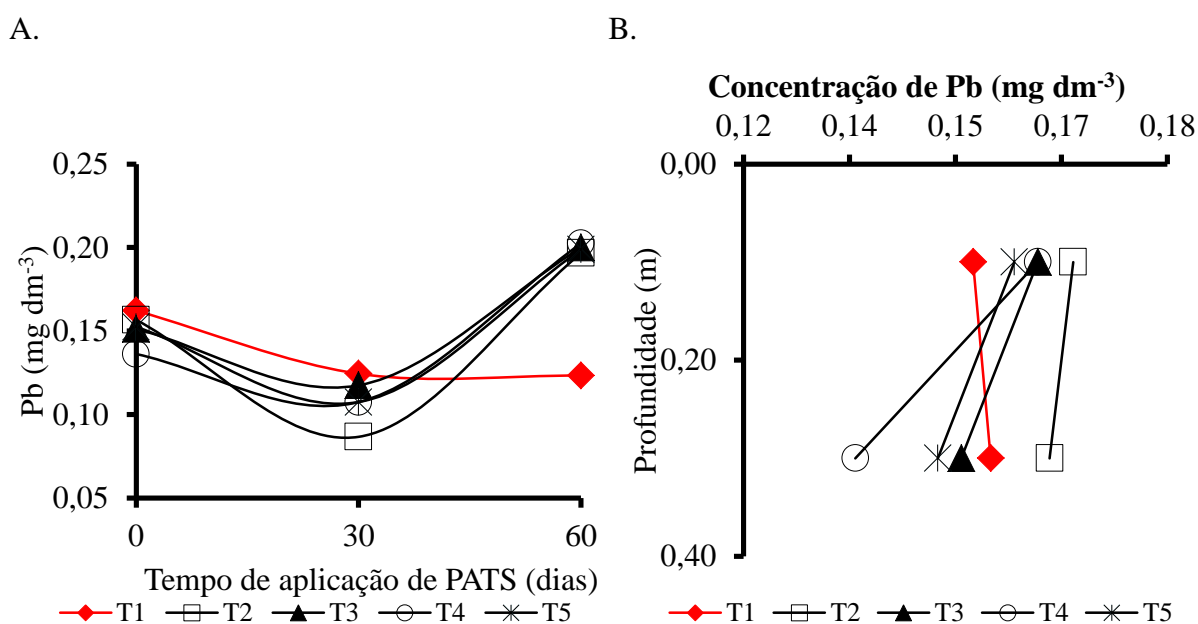 A.
Pb (mg dm-3)
0,25
0,20
0,15
0,10
0,05
0 30 60
Tempo de aplicação de PATS (dias)
T1 T2 T3 T4 T5
B.
Concentração de Pb (mg dm-3)
0,12 0,14 0,15 0,17 0,18
Profundidade (m)
0,00
0,20
0,40
T1 T2 T3 T4 T5